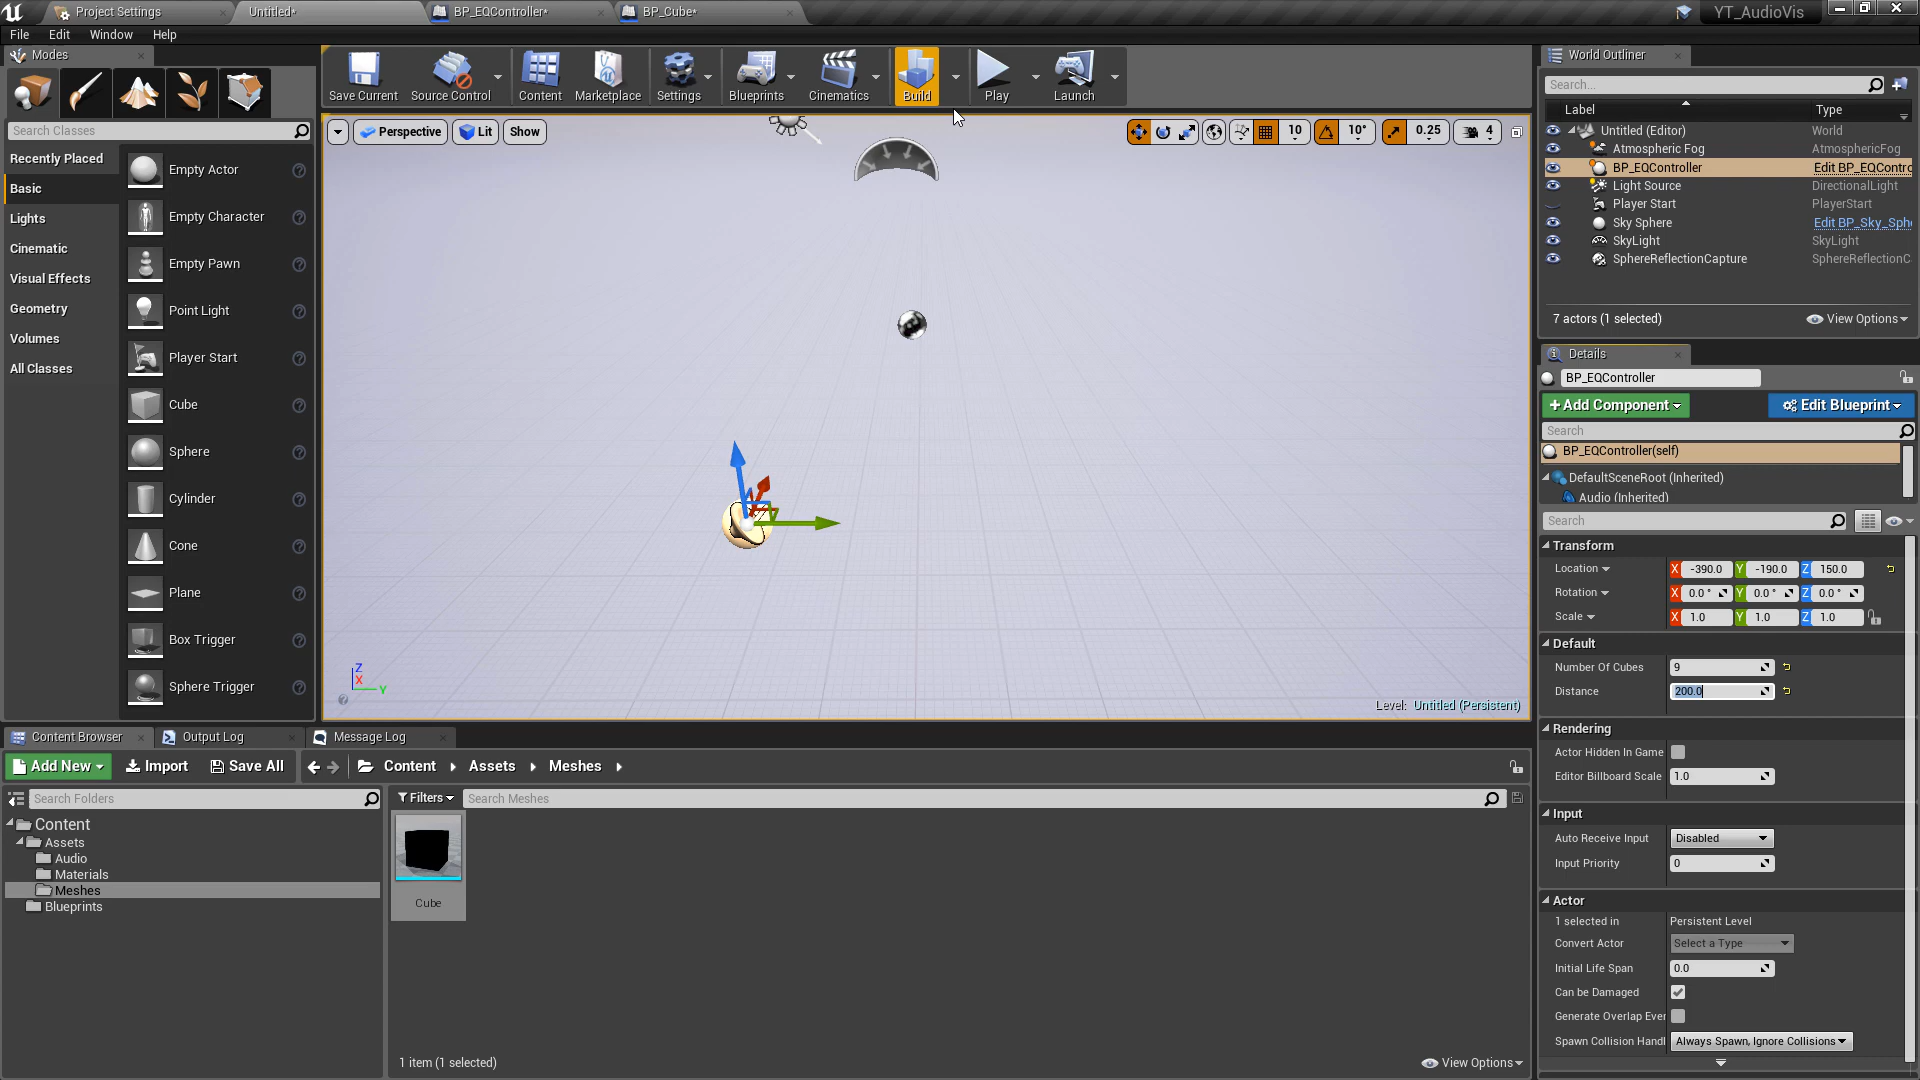 Project Settings
Untitled*
BP_EQController*
BP_Cube*
YT_AudioVis
File
Edit
Window
Help
Modes
Search Classes
Recently Placed
Basic
Lights
Cinematic
Visual Effects
Geometry
Volumes
All Classes
Empty Actor
Empty Character
Empty Pawn
Point Light
Player Start
Cube
Sphere
Cylinder
Cone
Plane
Box Trigger
Sphere Trigger
Save Current
Source Control
Content
Marketplace
Settings
Blueprints
Cinematics
Build
Play
Launch
Perspective
Lit
Show
10
10°
0.25
4
Z
X
Y
Level: Untitled (Persistent)
World Outliner
Search...
Label
Type
Untitled (Editor)
World
Atmospheric Fog
AtmosphericFog
BP_EQController
Edit BP_EQContro
Light Source
DirectionalLight
Player Start
PlayerStart
Sky Sphere
Edit BP_Sky_Sph
SkyLight
SkyLight
SphereReflectionCapture
SphereReflectionC
7 actors (1 selected)
View Options
Details
BP_EQController
+Add Component
Edit Blueprint
Search
BP_EQController(self)
DefaultSceneRoot (Inherited)
Audio (Inherited)
Search
Transform
Location X -390.0 Y -190.0 Z 150.0
Rotation X 0.0 ° Y 0.0 ° Z 0.0 °
Scale X 1.0 Y 1.0 Z 1.0
Default
Number Of Cubes 9
Distance 200.0
Rendering
Actor Hidden In Game
Editor Billboard Scale 1.0
Input
Auto Receive Input Disabled
Input Priority 0
Actor
1 selected in Persistent Level
Convert Actor Select a Type
Initial Life Span 0.0
Can be Damaged
Generate Overlap Ever
Spawn Collision Handl Always Spawn, Ignore Collisions
Content Browser
Output Log
Message Log
Add New
Import
Save All
Content
Assets
Meshes
Search Folders
Filters
Search Meshes
Content
Assets
Audio
Materials
Meshes
Blueprints
Cube
1 item (1 selected)
View Options